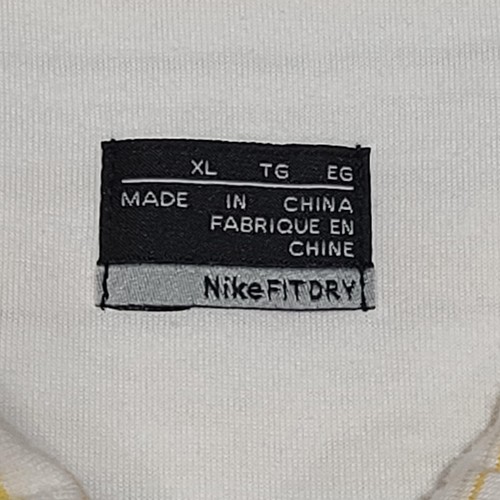 XL TG EG
MADE IN CHINA
FABRIQUE EN
CHINE
NikeFITDRY